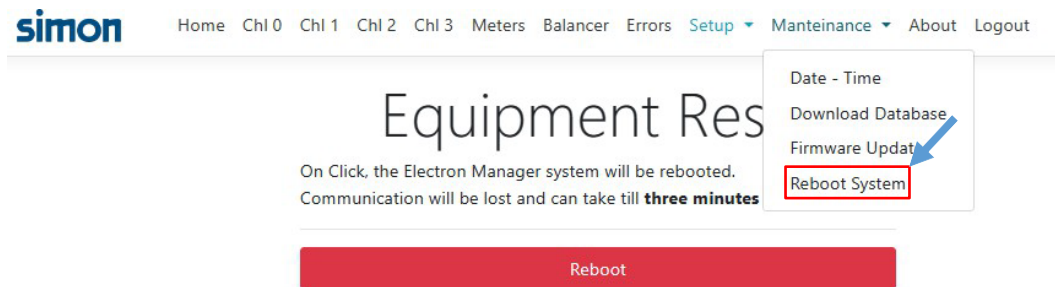 simon
Home Chl 0 Chl 1 Chl 2 Chl 3 Meters Balancer Errors Setup Manteinance About Logout
Date - Time
Download Database
Firmware Updat
Reboot System
Equipment Res
On Click, the Electron Manager system will be rebooted.
Communication will be lost and can take till three minutes
Reboot